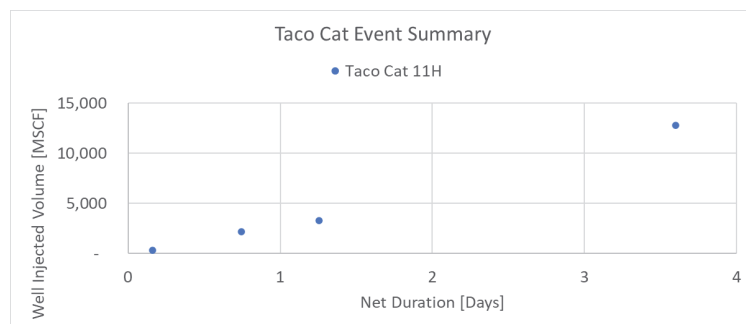 Taco Cat Event Summary
Taco Cat 11H
Well Injected Volume [MSCF]
15,000
10,000
5,000
-
0 1 2 3 4
Net Duration [Days]